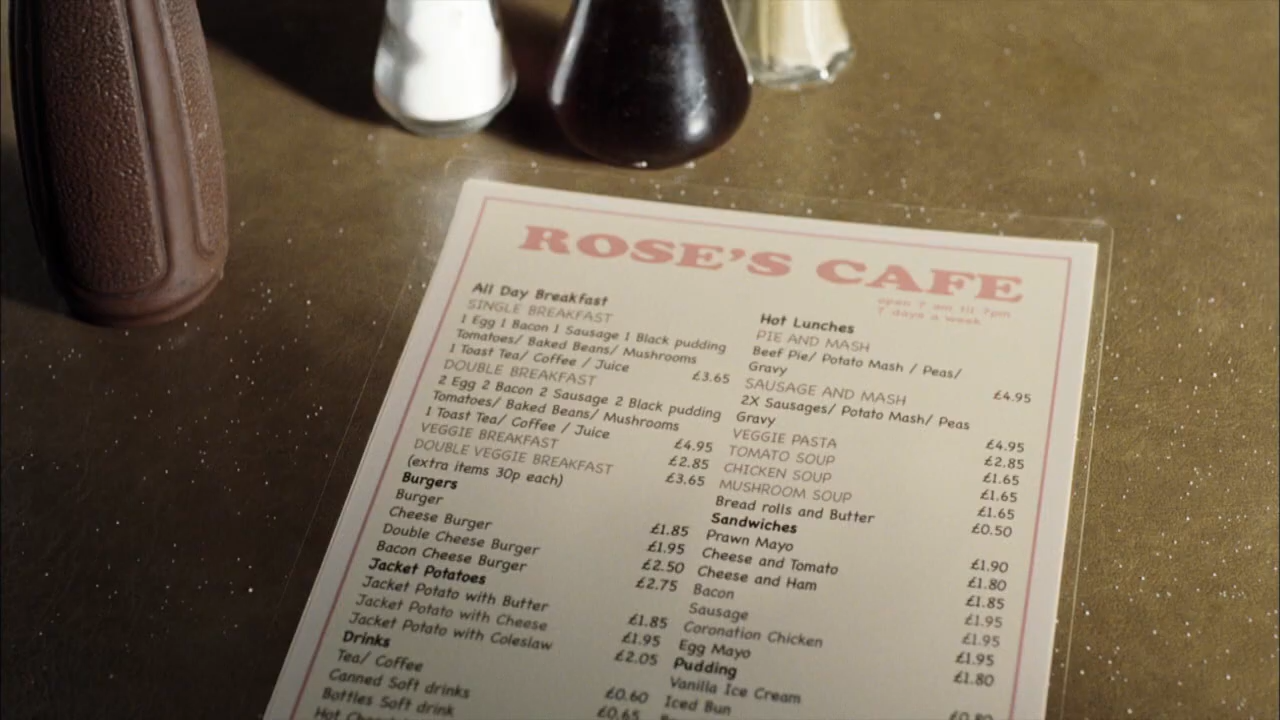 ROSE'S CAFE
open 7 am til 7pm
7 days a week
All Day Breakfast
SINGLE BREAKFAST
1 Egg 1 Bacon 1 Sausage 1 Black pudding
Tomatoes/ Baked Beans/ Mushrooms
1 Toast Tea/ Coffee / Juice £3.65
DOUBLE BREAKFAST
2 Egg 2 Bacon 2 Sausage 2 Black pudding
Tomatoes/ Baked Beans/ Mushrooms
1 Toast Tea/ Coffee / Juice £4.95
VEGGIE BREAKFAST £2.85
DOUBLE VEGGIE BREAKFAST £3.65
(extra items 30p each)
Burgers
Burger £1.85
Cheese Burger £1.95
Double Cheese Burger £2.50
Bacon Cheese Burger £2.75
Jacket Potatoes
Jacket Potato with Butter £1.85
Jacket Potato with Cheese £1.95
Jacket Potato with Coleslaw £2.05
Drinks
Tea/ Coffee £0.60
Canned Soft drinks £0.65
Bottles Soft drink
Hot
Hot Lunches
PIE AND MASH
Beef Pie/ Potato Mash / Peas/
Gravy £4.95
SAUSAGE AND MASH
2X Sausages/ Potato Mash/ Peas
Gravy £4.95
VEGGIE PASTA £2.85
TOMATO SOUP £1.65
CHICKEN SOUP £1.65
MUSHROOM SOUP £1.65
Bread rolls and Butter £0.50
Sandwiches
Prawn Mayo £1.90
Cheese and Tomato £1.80
Cheese and Ham £1.85
Bacon £1.95
Sausage £1.95
Coronation Chicken £1.95
Egg Mayo £1.80
Pudding
Vanilla Ice Cream £0.80
Iced Bun